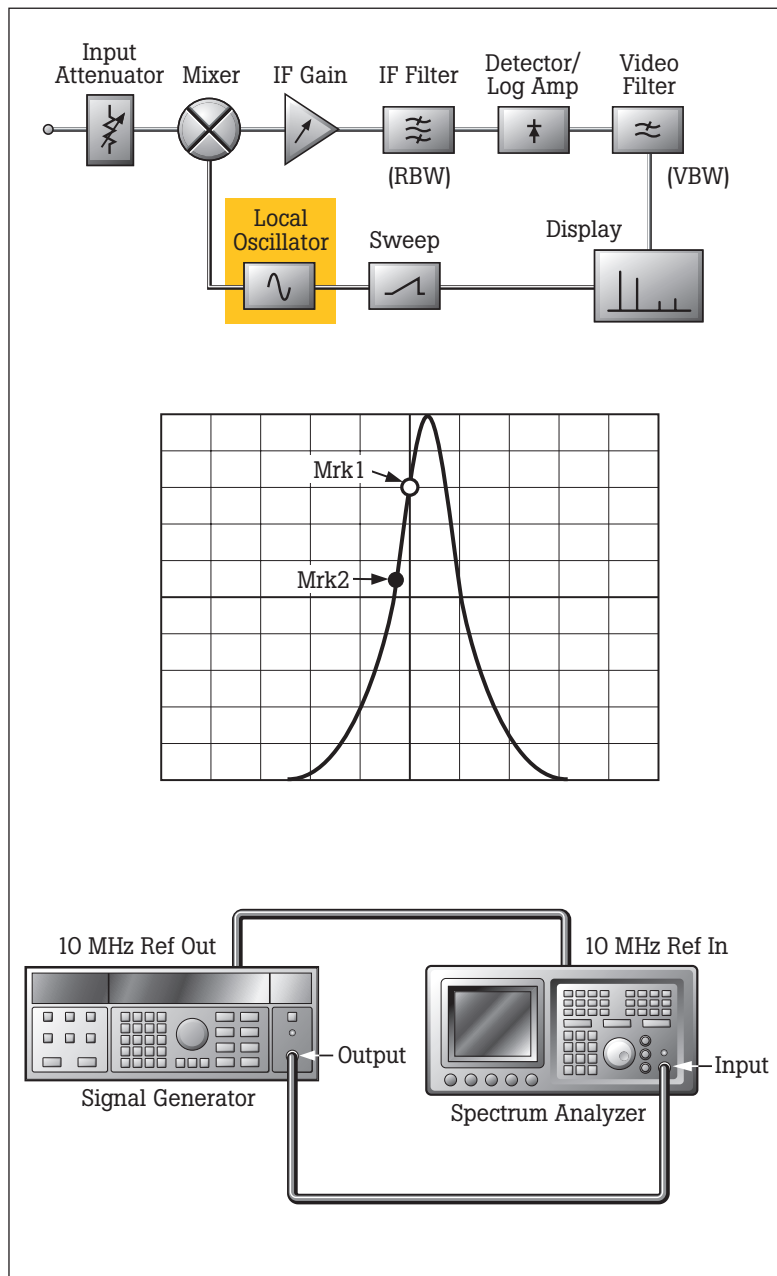 Input
Attenuator
Mixer
IF Gain
IF Filter
Detector/
Log Amp
Video
Filter
(RBW)
(VBW)
Local
Oscillator
Sweep
Display
Mrk1
Mrk2
10 MHz Ref Out
10 MHz Ref In
Output
Input
Signal Generator
Spectrum Analyzer